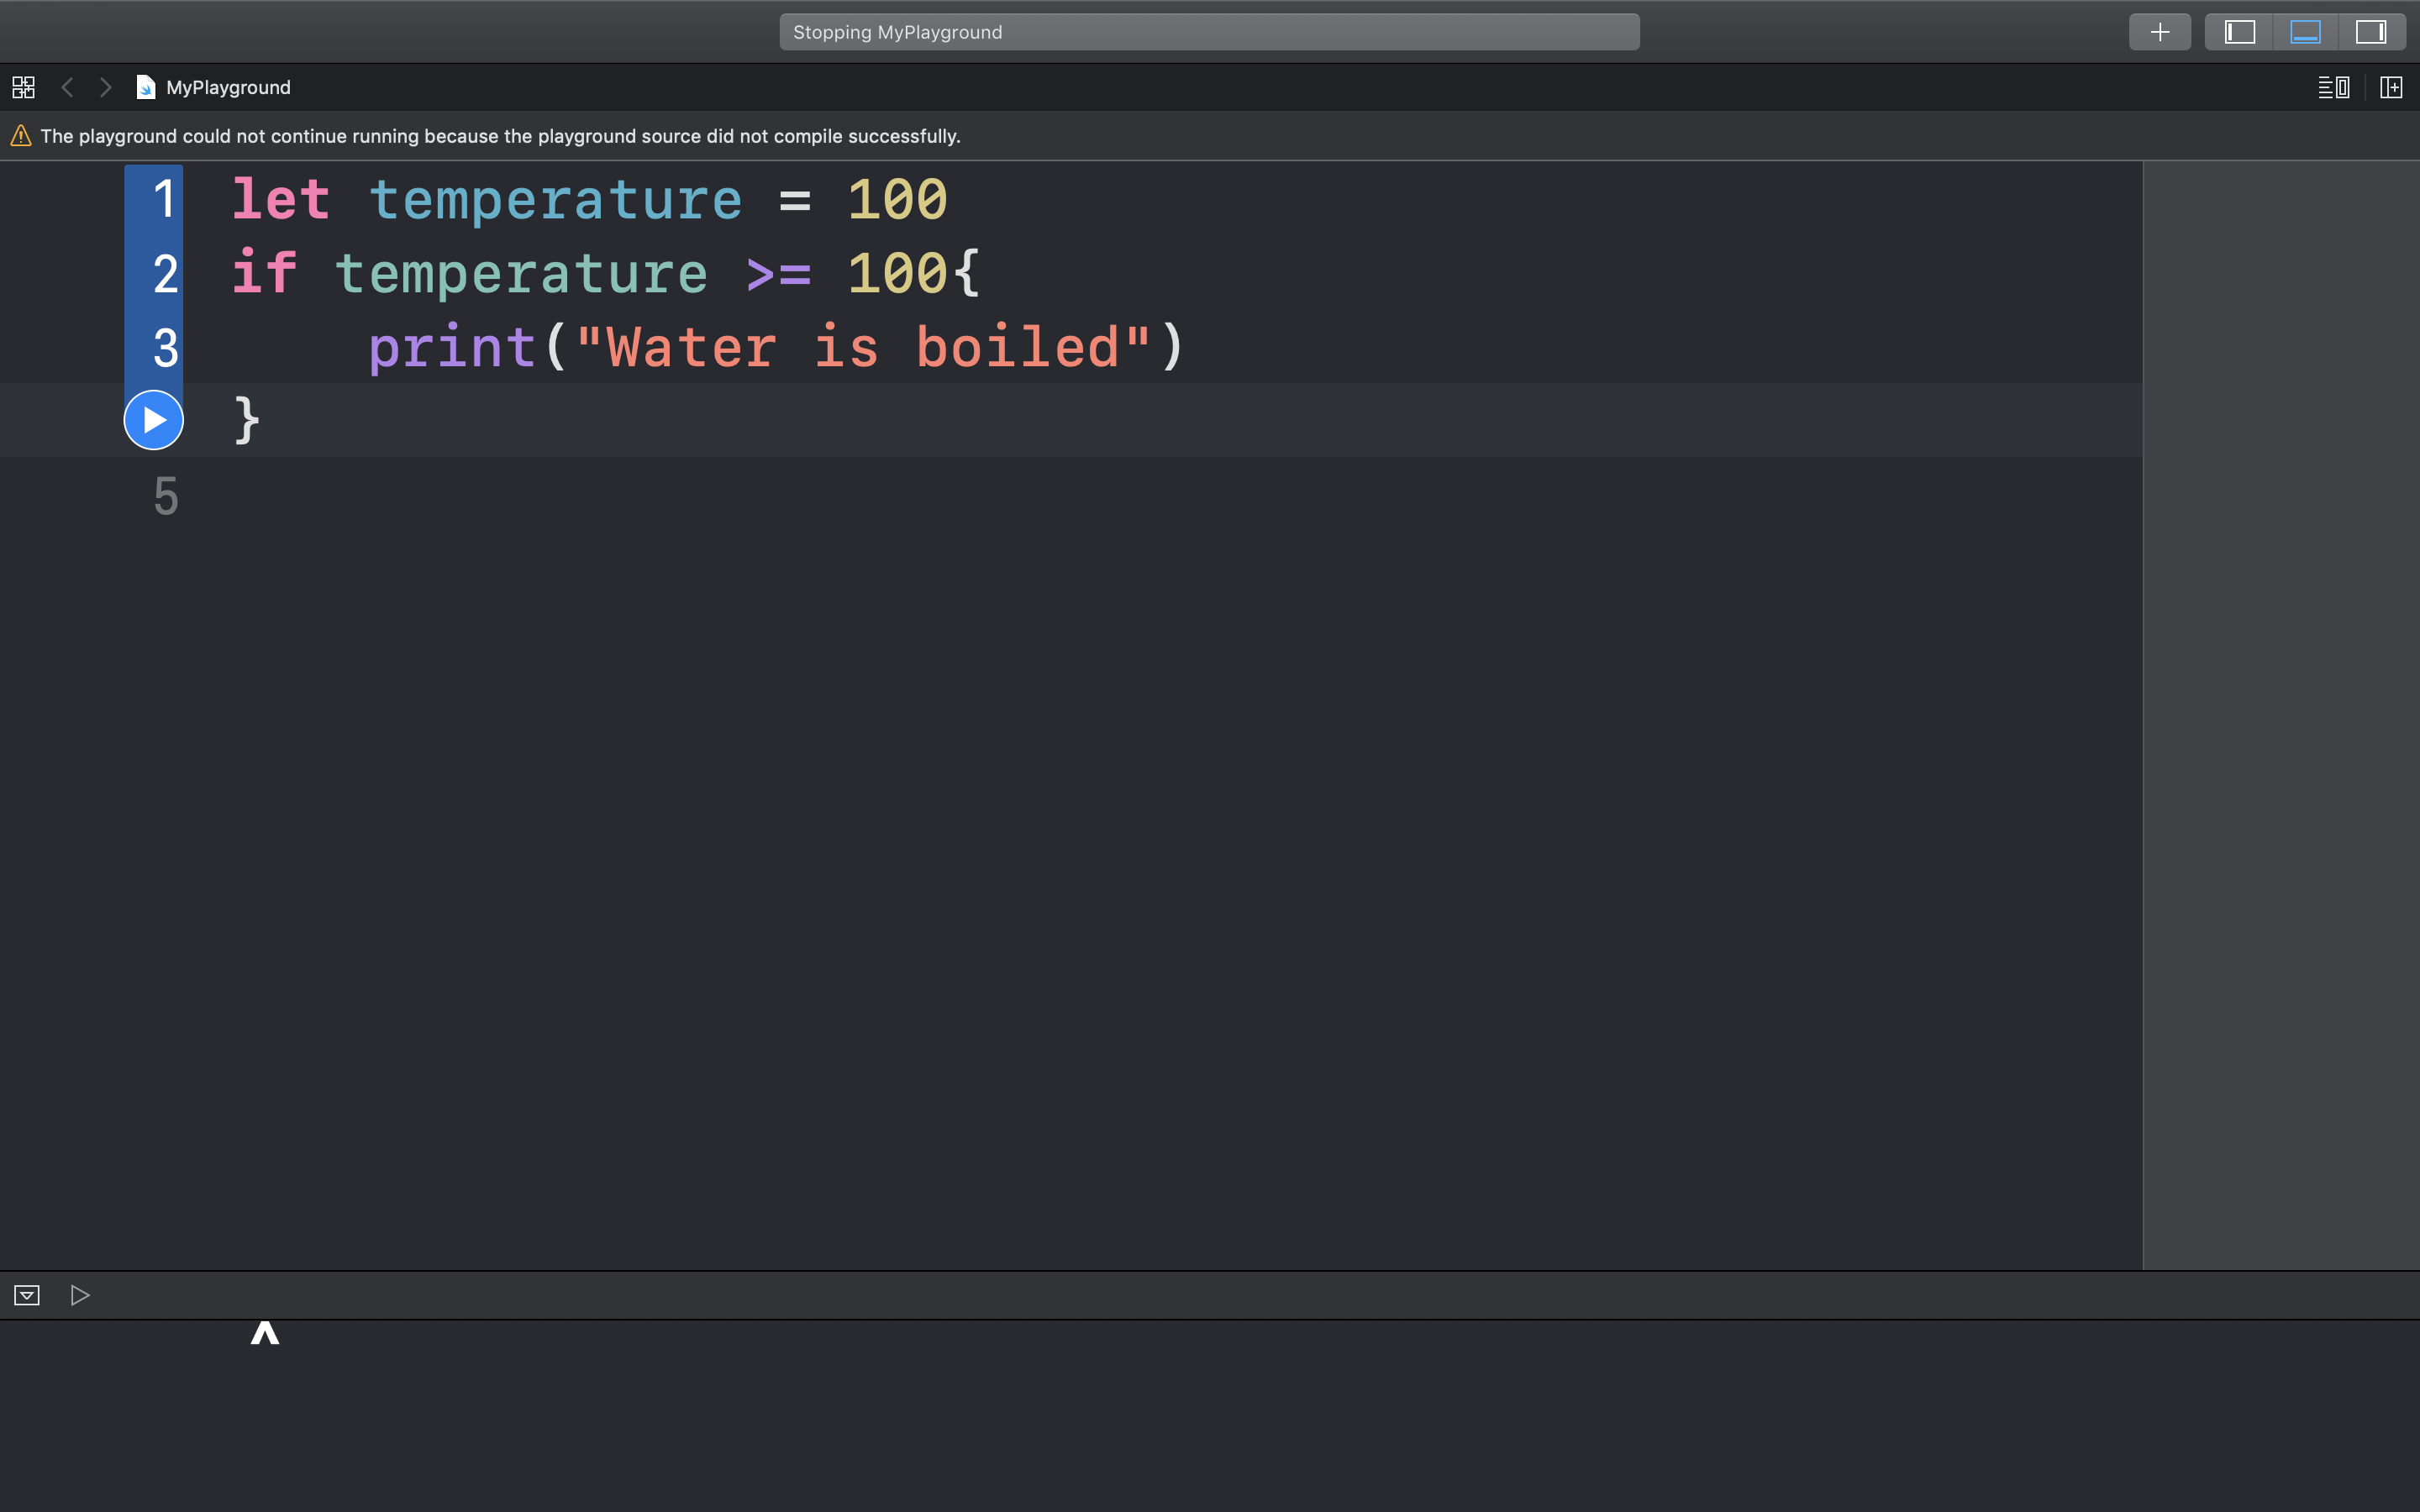 Stopping MyPlayground
MyPlayground
The playground could not continue running because the playground source did not compile successfully.
1 let temperature = 100
2 if temperature >= 100{
3 print("Water is boiled")
}
5
^